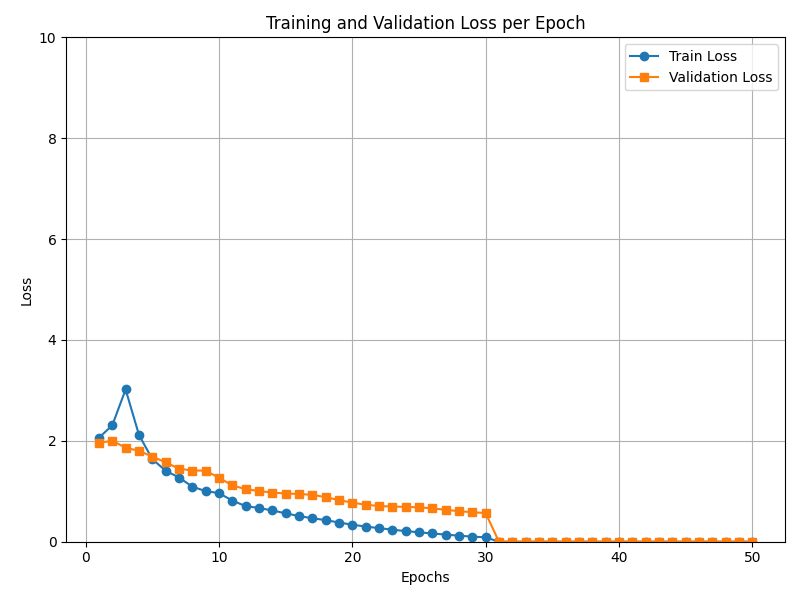 Training and Validation Loss per Epoch
Train Loss
Validation Loss
10
8
6
4
2
0
Loss
0 10 20 30 40 50
Epochs